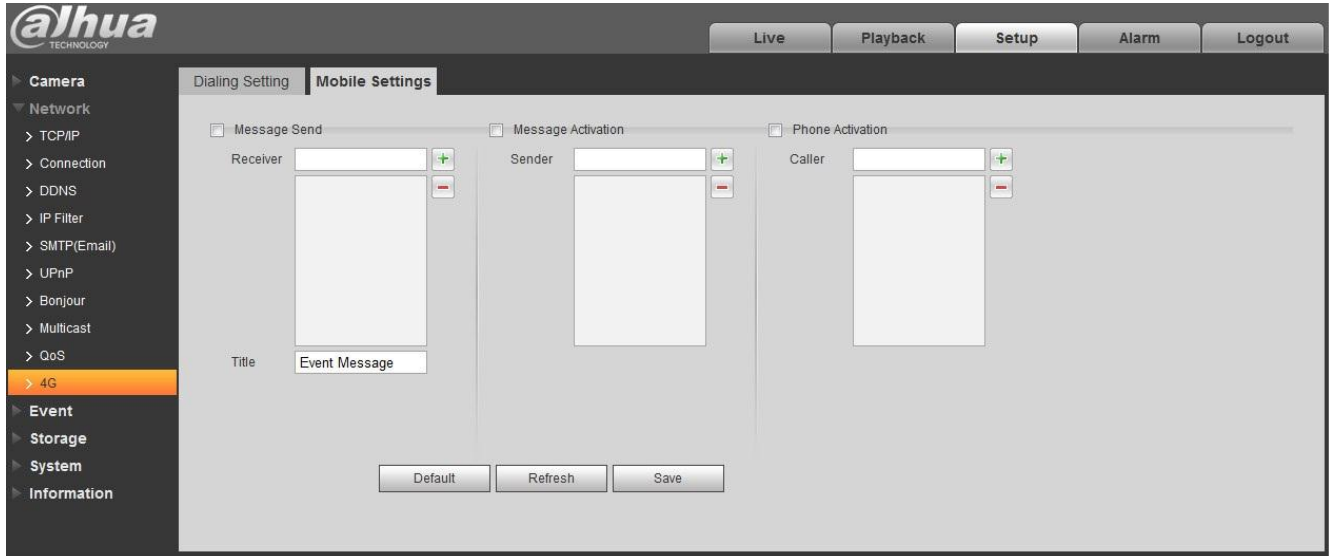 alhua
TECHNOLOGY
Live Playback Setup Alarm Logout
Camera
Network
TCP/IP
Connection
DDNS
IP Filter
SMTP(Email)
UPnP
Bonjour
Multicast
QoS
4G
Event
Storage
System
Information
Dialing Setting Mobile Settings
Message Send Message Activation Phone Activation
Receiver Sender Caller
Title Event Message
Default Refresh Save